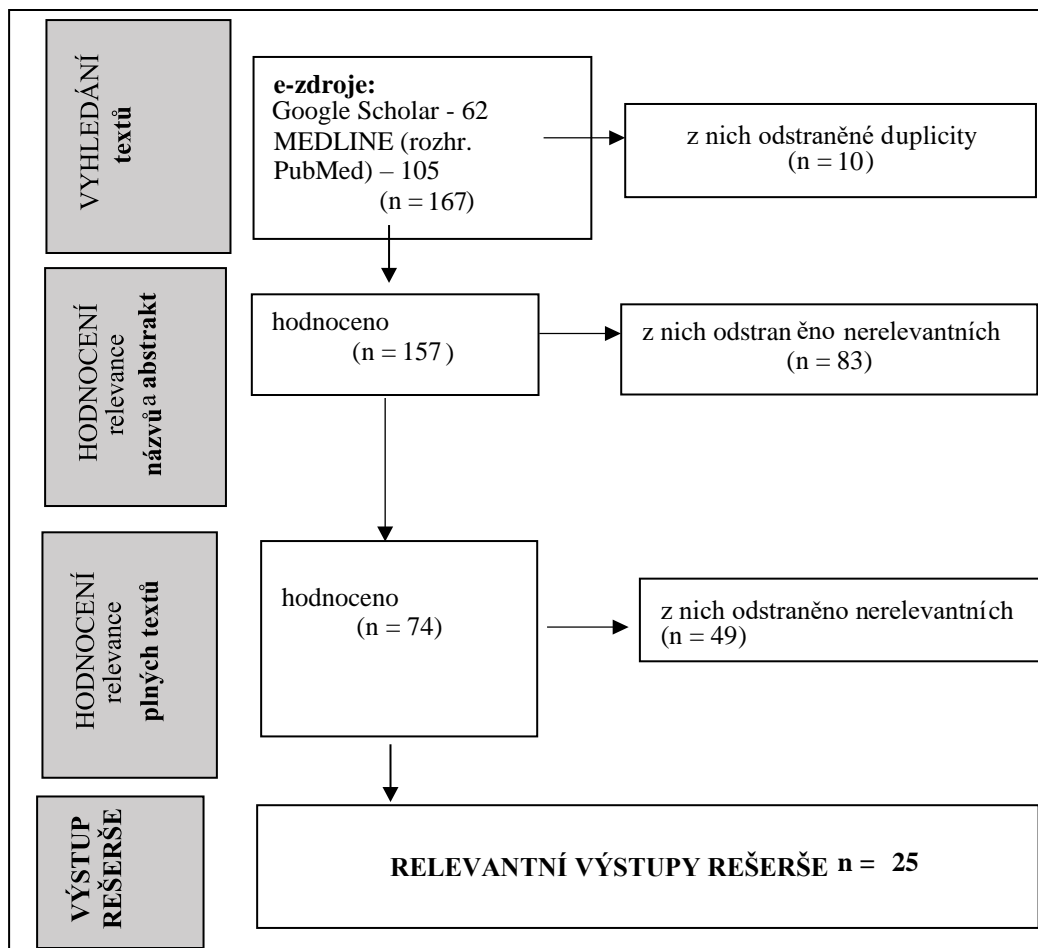 VYHLEDÁNÍ
textů
e-zdroje:
Google Scholar - 62
MEDLINE (rozhr.
PubMed) – 105
(n = 167)
z nich odstraněné duplicity
(n = 10)
HODNOCENÍ
relevance
názvů a abstrakt
hodnoceno
(n = 157)
z nich odstran ěno nerelevantních
(n = 83)
HODNOCENÍ
relevance
plných textů
hodnoceno
(n = 74)
z nich odstraněno nerelevantních
(n = 49)
VÝSTUP
REŠERŠE
RELEVANTNÍ VÝSTUPY REŠERŠE n = 25